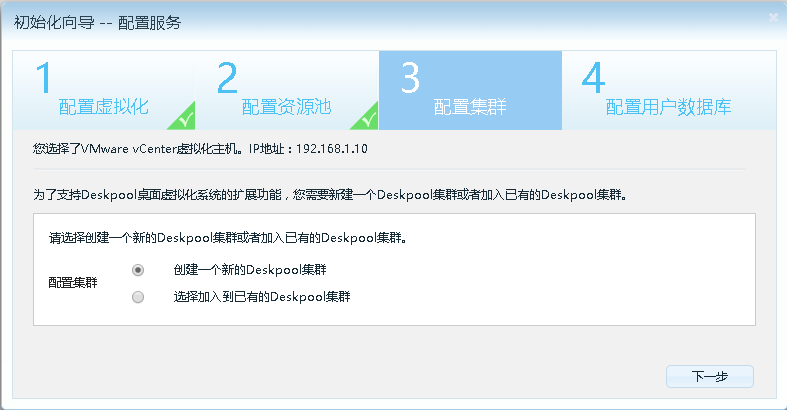 初始化向导 -- 配置服务
1 配置虚拟化
2 配置资源池
3 配置集群
4 配置用户数据库
您选择了VMware vCenter虚拟化主机。IP地址：192.168.1.10
为了支持Deskpool桌面虚拟化系统的扩展功能，您需要新建一个Deskpool集群或者加入已有的Deskpool集群。
请选择创建一个新的Deskpool集群或者加入已有的Deskpool集群。
配置集群
创建一个新的Deskpool集群
选择加入到已有的Deskpool集群
下一步